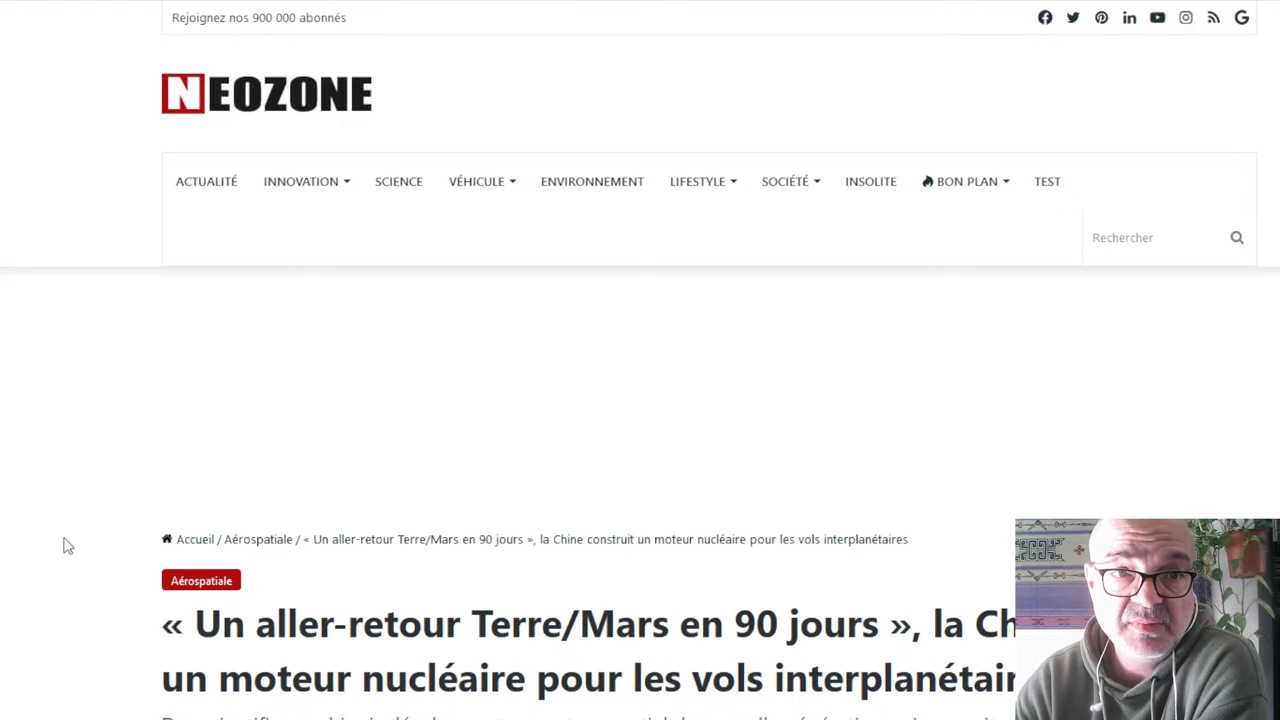 Rejoignez nos 900 000 abonnés
NEOZONE
ACTUALITÉ INNOVATION SCIENCE VÉHICULE ENVIRONNEMENT LIFESTYLE SOCIÉTÉ INSOLITE BON PLAN TEST
Rechercher
Accueil / Aérospatiale / « Un aller-retour Terre/Mars en 90 jours », la Chine construit un moteur nucléaire pour les vols interplanétaires
Aérospatiale
« Un aller-retour Terre/Mars en 90 jours », la Ch
un moteur nucléaire pour les vols interplanétair